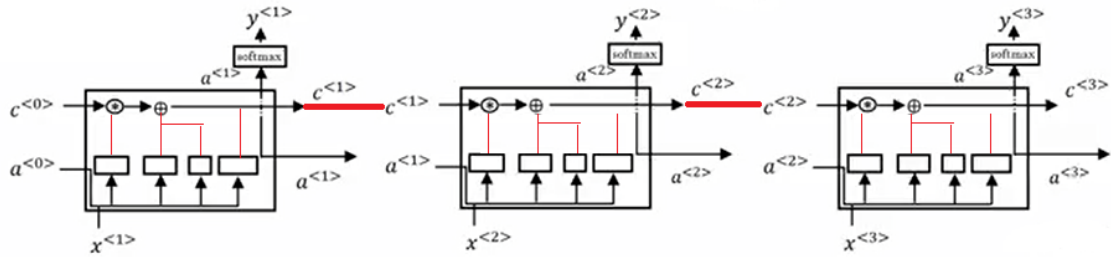 y<1> y<2> y<3>
softmax softmax softmax
a<1> a<2> a<3>
c<0> c<1> c<1> c<2> c<2> c<3>
a<0> a<1> a<1> a<2> a<2> a<3>
x<1> x<2> x<3>